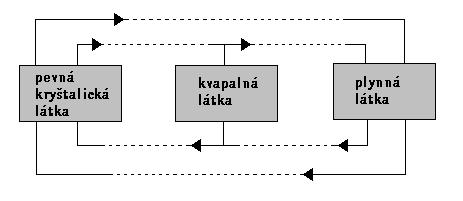 pevná
kryštalická
látka
kvapalná
látka
plynná
látka